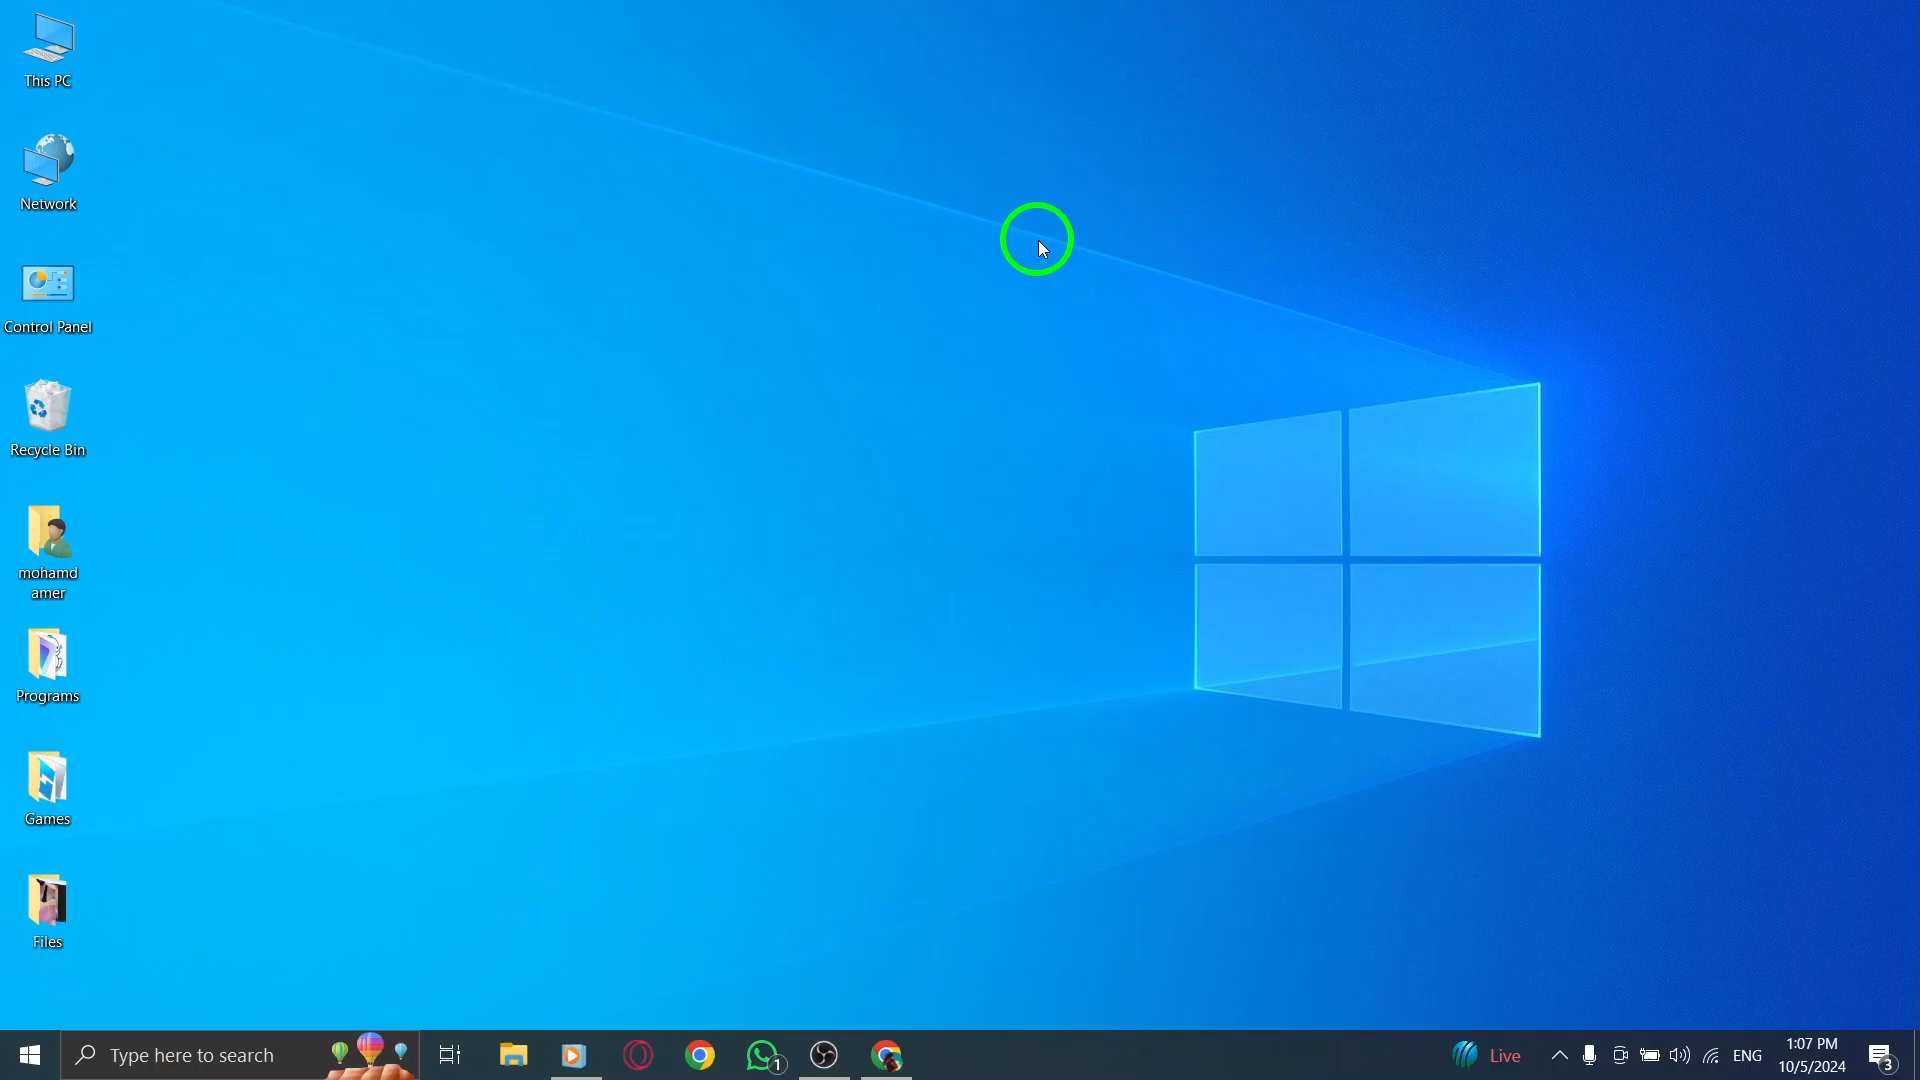 This PC
Network
Control Panel
Recycle Bin
mohamd
amer
Programs
Games
Files
Type here to search
1
Live
ENG
1:07 PM
10/5/2024
3